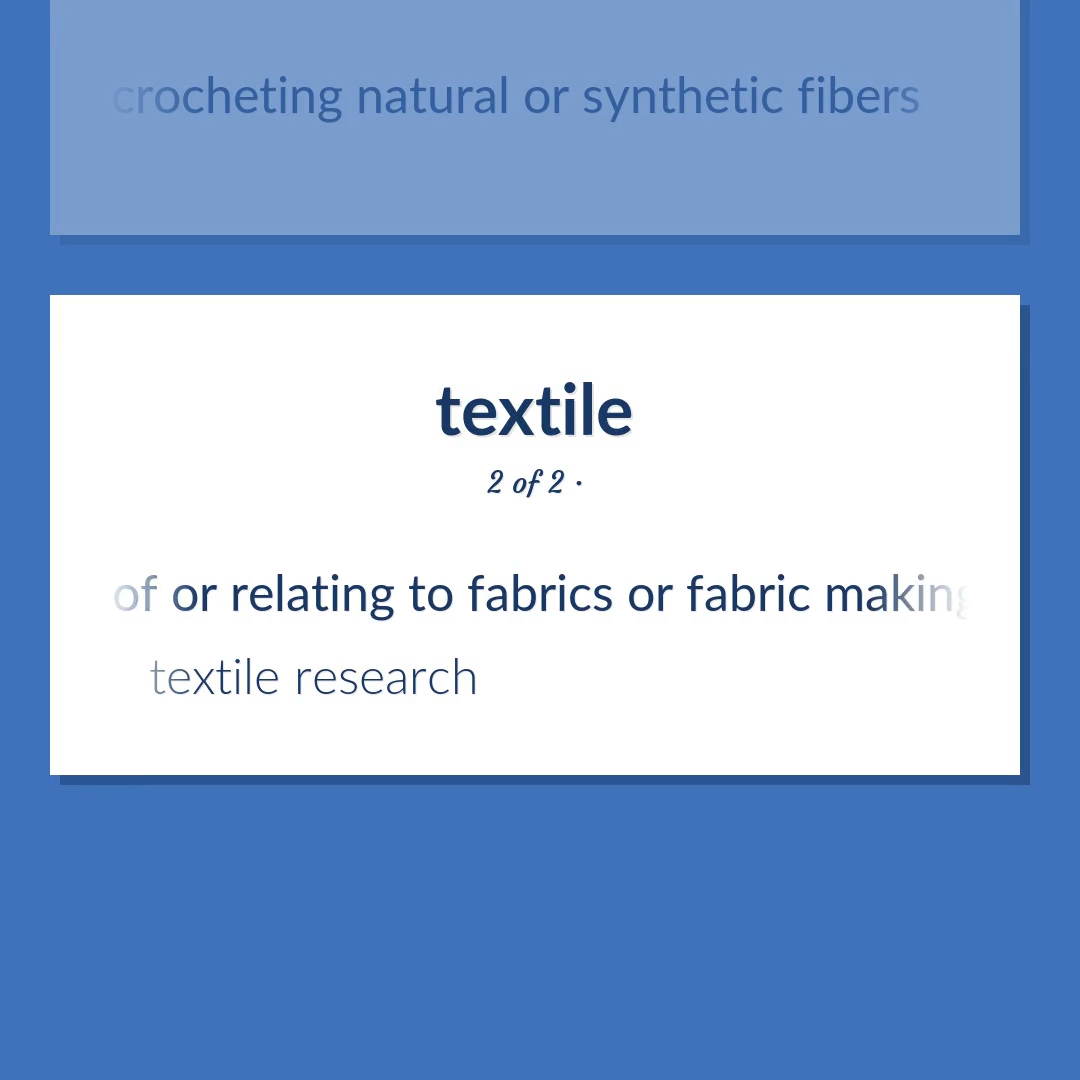 crocheting natural or synthetic fibers
textile
2 of 2 ·
of or relating to fabrics or fabric making
textile research